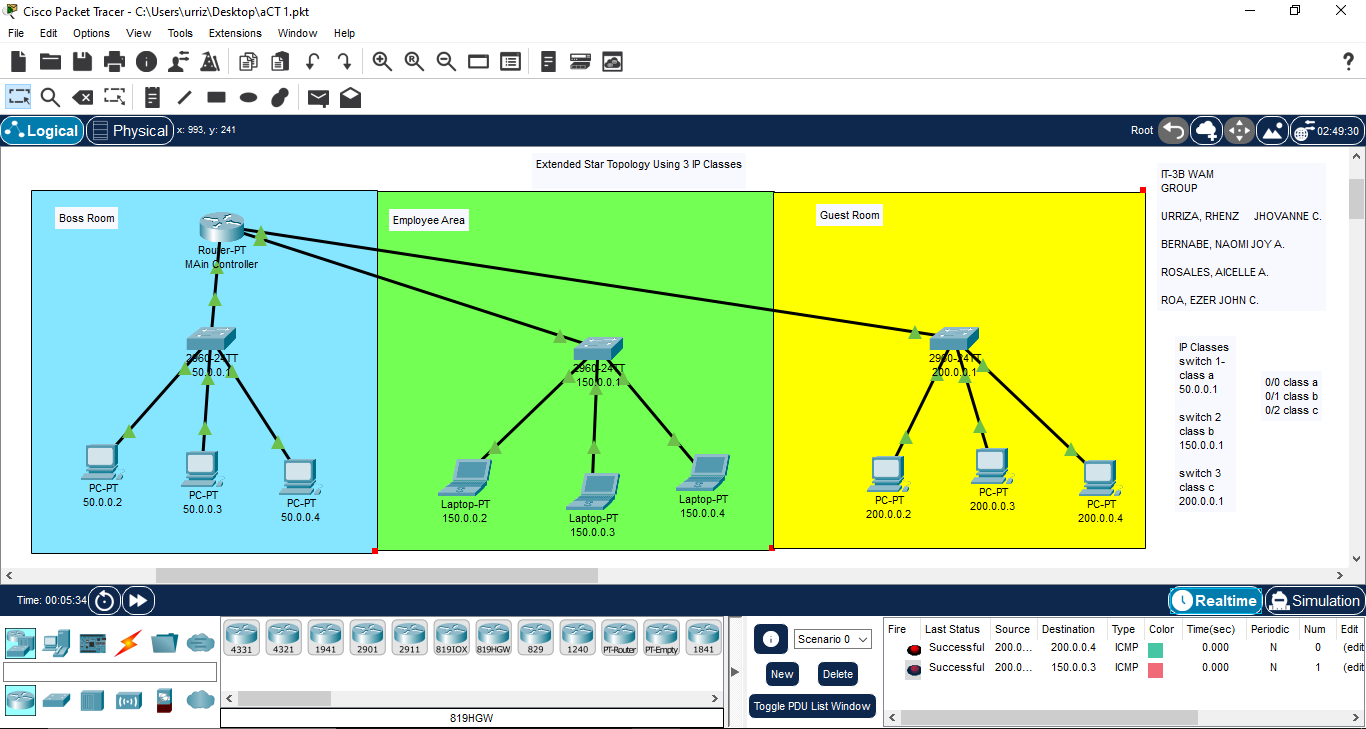 Cisco Packet Tracer - C:\Users\urriz\Desktop\aCT 1.pkt
File Edit Options View Tools Extensions Window Help
Logical Physical x: 993, y: 241 Root 02:49:30
Extended Star Topology Using 3 IP Classes
Boss Room
Employee Area
Guest Room
IT-3B WAM
GROUP
URRIZA, RHENZ JHOVANNE C.
BERNABE, NAOMI JOY A.
ROSALES, AICELLE A.
ROA, EZER JOHN C.
Router-PT
MAin Controller
2960-24TT
50.0.0.1
2960-24TT
150.0.0.1
2960-24TT
200.0.0.1
PC-PT
50.0.0.2
PC-PT
50.0.0.3
PC-PT
50.0.0.4
Laptop-PT
150.0.0.2
Laptop-PT
150.0.0.3
Laptop-PT
150.0.0.4
PC-PT
200.0.0.2
PC-PT
200.0.0.3
PC-PT
200.0.0.4
IP Classes
switch 1-
class a
50.0.0.1
switch 2
class b
150.0.0.1
switch 3
class c
200.0.0.1
0/0 class a
0/1 class b
0/2 class c
Time: 00:05:34 Realtime Simulation
4331 4321 1941 2901 2911 819IOX 819HGW 829 1240 PT-Router PT-Empty 1841
819HGW
Scenario 0
New Delete
Toggle PDU List Window
Fire Last Status Source Destination Type Color Time(sec) Periodic Num Edit
Successful 200.0... 200.0.0.4 ICMP 0.000 N 0 (edit
Successful 200.0... 150.0.0.3 ICMP 0.000 N 1 (edit